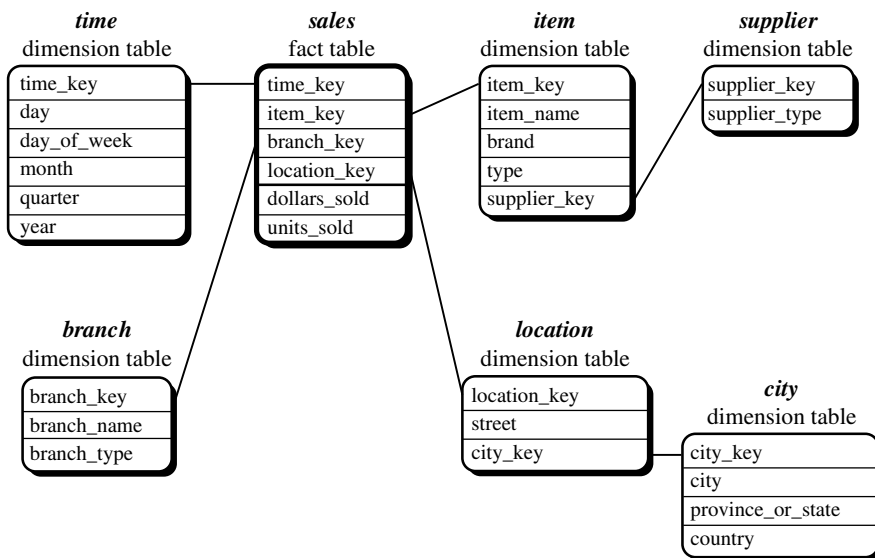 time
dimension table
time_key
day
day_of_week
month
quarter
year
sales
fact table
time_key
item_key
branch_key
location_key
dollars_sold
units_sold
item
dimension table
item_key
item_name
brand
type
supplier_key
supplier
dimension table
supplier_key
supplier_type
branch
dimension table
branch_key
branch_name
branch_type
location
dimension table
location_key
street
city_key
city
dimension table
city_key
city
province_or_state
country